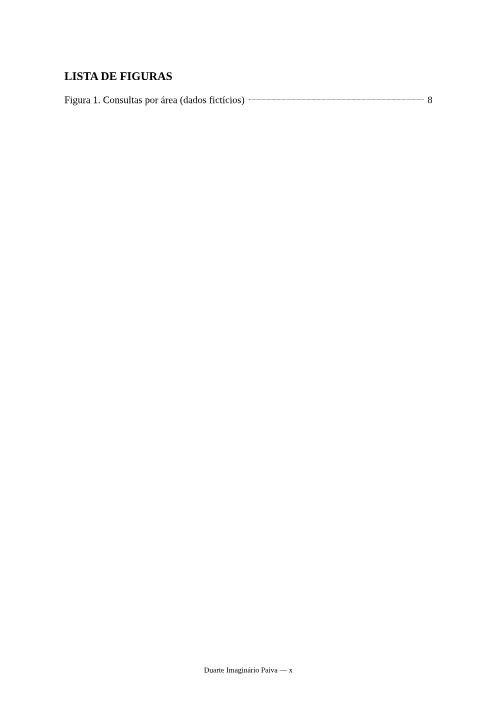 LISTA DE FIGURAS
Figura 1. Consultas por área (dados fictícios) 8
Duarte Imaginário Paiva — x